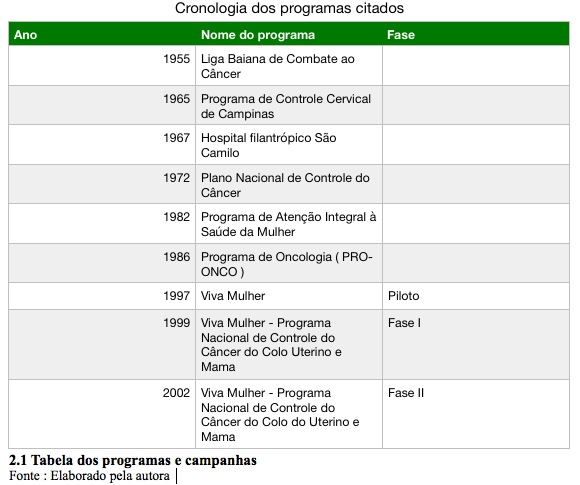 Cronologia dos programas citados
Ano Nome do programa Fase
1955 Liga Baiana de Combate ao
Câncer
1965 Programa de Controle Cervical
de Campinas
1967 Hospital filantrópico São
Camilo
1972 Plano Nacional de Controle do
Câncer
1982 Programa de Atenção Integral à
Saúde da Mulher
1986 Programa de Oncologia ( PRO-
ONCO )
1997 Viva Mulher Piloto
1999 Viva Mulher - Programa Fase I
Nacional de Controle do
Câncer do Colo Uterino e
Mama
2002 Viva Mulher - Programa Fase II
Nacional de Controle do
Câncer do Colo do Uterino e
Mama
2.1 Tabela dos programas e campanhas
Fonte : Elaborado pela autora